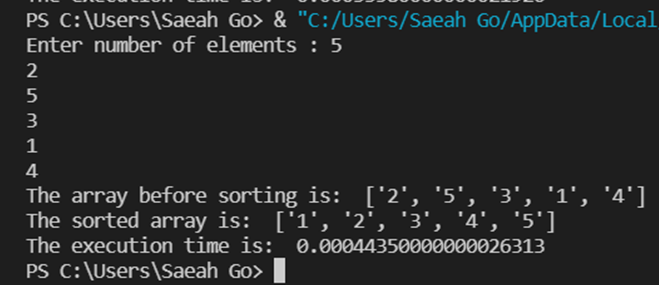 PS C:\Users\Saeah Go> & "C:/Users/Saeah Go/AppData/Local
Enter number of elements : 5
2
5
3
1
4
The array before sorting is:  ['2', '5', '3', '1', '4']
The sorted array is:  ['1', '2', '3', '4', '5']
The execution time is:  0.00044350000000026313
PS C:\Users\Saeah Go>